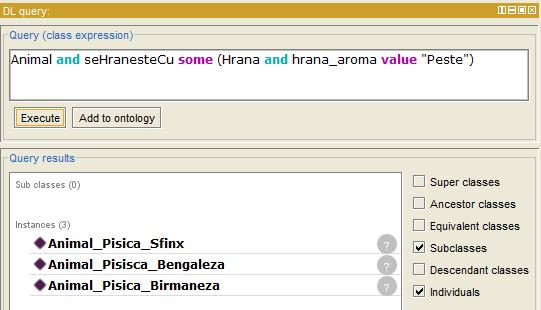 DL query:
Query (class expression)
Animal and seHranesteCu some (Hrana and hrana_aroma value "Peste")
Execute
Add to ontology
Query results
Sub classes (0)
Instances (3)
Animal_Pisica_Sfinx
?
Animal_Pisisca_Bengaleza
?
Animal_Pisica_Birmaneza
?
Super classes
Ancestor classes
Equivalent classes
Subclasses
Descendant classes
Individuals